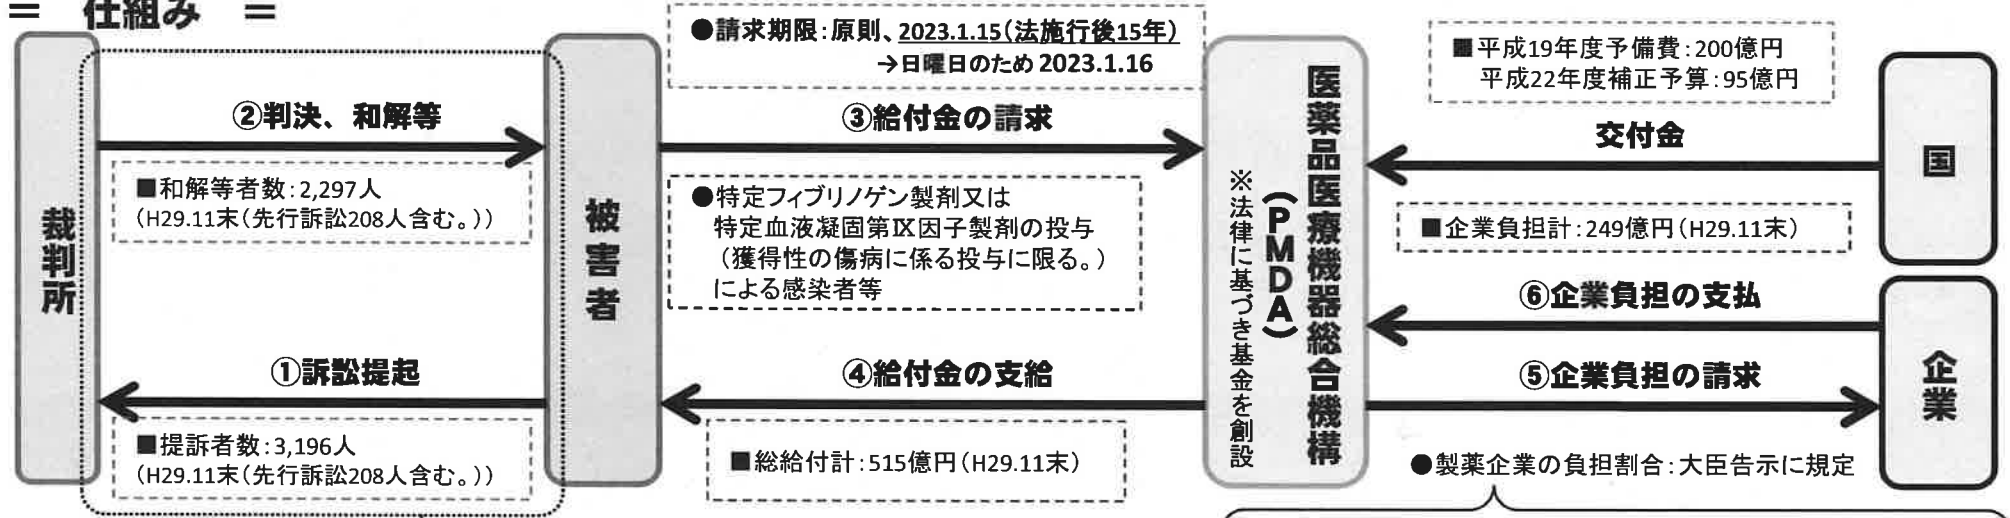 = 仕組み =
裁判所
②判決、和解等
■和解等者数:2,297人
(H29.11末(先行訴訟208人含む。))
①訴訟提起
■提訴者数:3,196人
(H29.11末(先行訴訟208人含む。))
被害者
●請求期限:原則、2023.1.15(法施行後15年)
→日曜日のため 2023.1.16
③給付金の請求
●特定フィブリノゲン製剤又は
特定血液凝固第Ⅸ因子製剤の投与
(獲得性の傷病に係る投与に限る。)
による感染者等
④給付金の支給
■総給付計:515億円(H29.11末)
医薬品医療機器総合機構
(PMDA)
※法律に基づき基金を創設
■平成19年度予備費:200億円
平成22年度補正予算:95億円
交付金
■企業負担計:249億円(H29.11末)
⑥企業負担の支払
⑤企業負担の請求
●製薬企業の負担割合:大臣告示に規定
国
企業